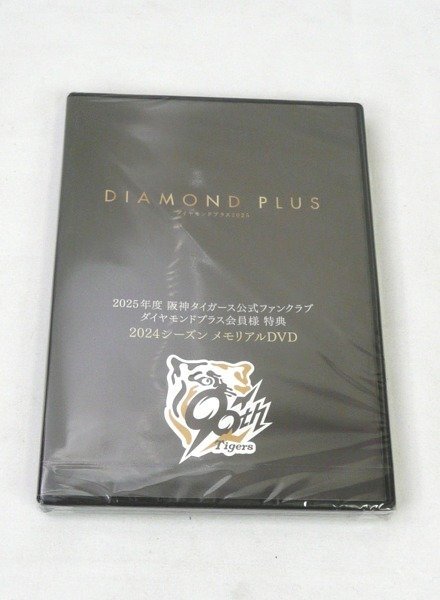 DIAMOND PLUS
ダイヤモンドプラス2025
2025年度 阪神タイガース公式ファンクラブ
ダイヤモンドプラス会員様 特典
2024シーズン メモリアルDVD
90th
Tigers